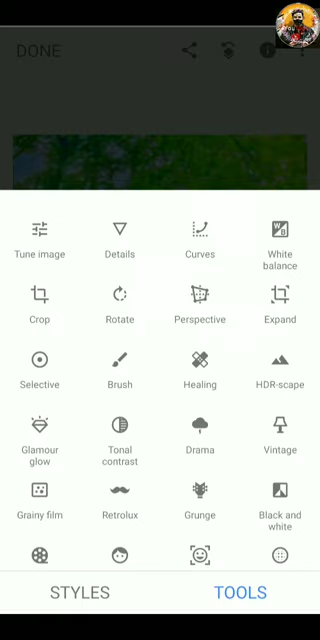 DONE
Tune image
Details
Curves
White balance
Crop
Rotate
Perspective
Expand
Selective
Brush
Healing
HDR-scape
Glamour glow
Tonal contrast
Drama
Vintage
Grainy film
Retrolux
Grunge
Black and white
STYLES
TOOLS